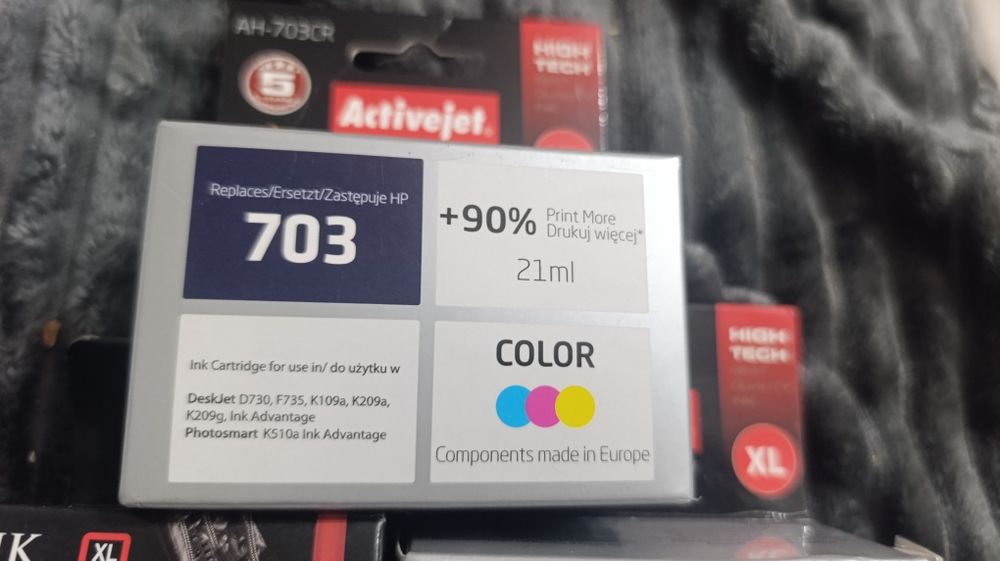 AH-703CR
5
HIGH
TECH
Activejet
Replaces/Ersetzt/Zastępuje HP
703
+90% Print More
Drukuj więcej*
21ml
Ink Cartridge for use in/ do użytku w
DeskJet D730, F735, K109a, K209a,
K209g, Ink Advantage
Photosmart K510a Ink Advantage
COLOR
Components made in Europe
HIGH
TECH
XL
XL